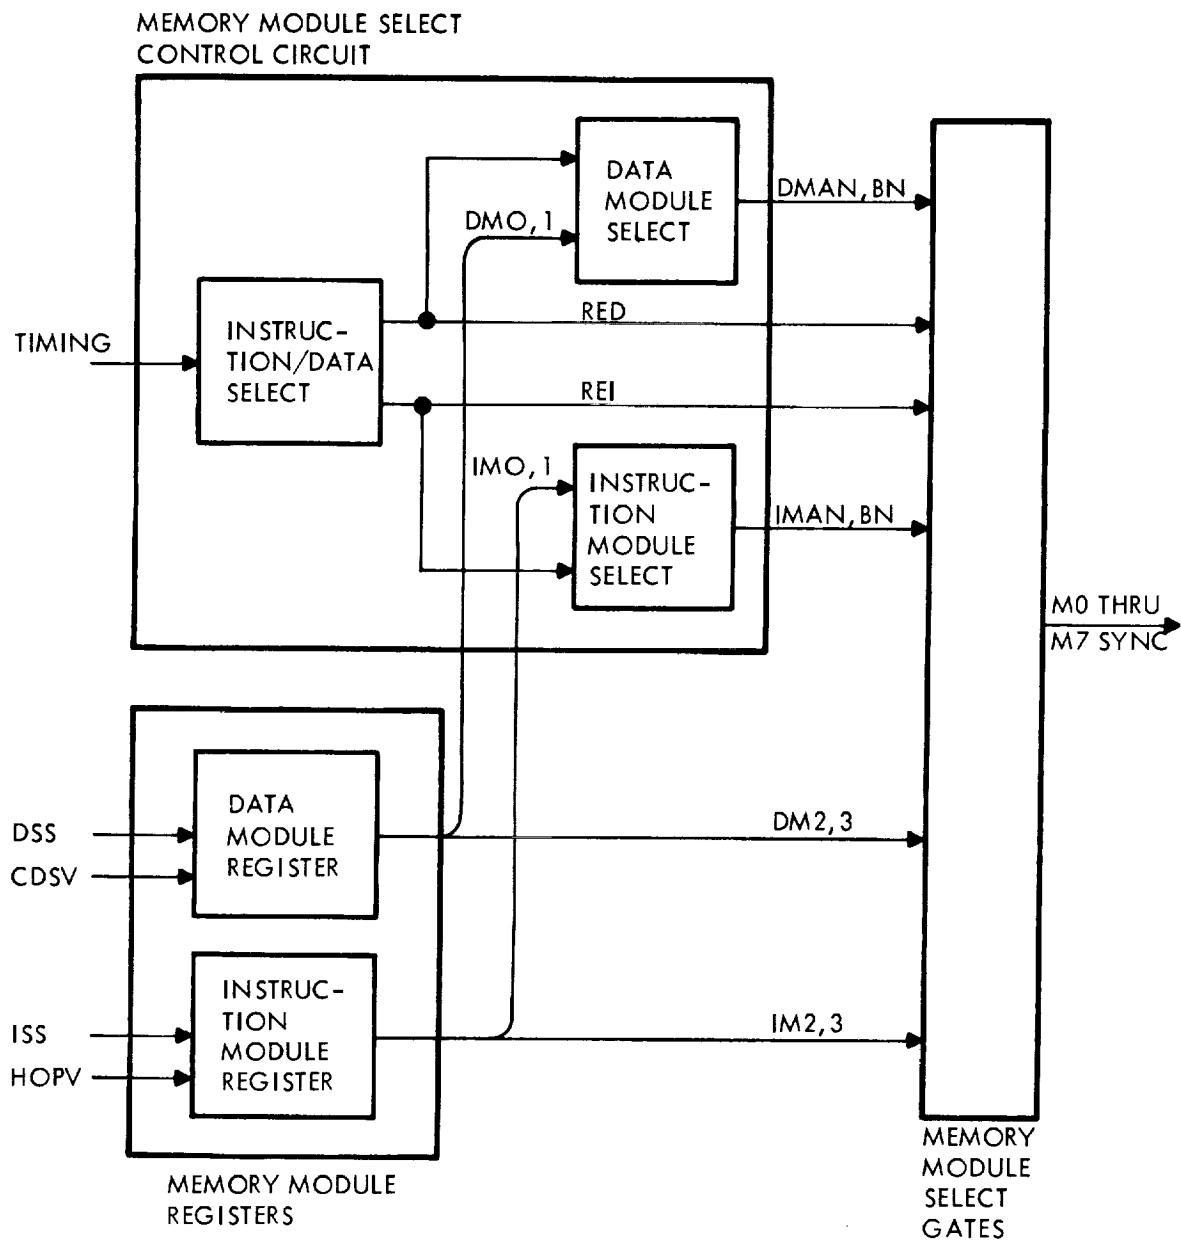 MEMORY MODULE SELECT
CONTROL CIRCUIT
DATA
MODULE
SELECT
DMAN, BN
DMO, 1
RED
TIMING
INSTRUC-
TION/DATA
SELECT
REI
IMO, 1
INSTRUC-
TION
MODULE
SELECT
IMAN, BN
M0 THRU
M7 SYNC
DATA
MODULE
REGISTER
DSS
CDSV
DM2, 3
INSTRUC-
TION
MODULE
REGISTER
ISS
HOPV
IM2, 3
MEMORY MODULE
REGISTERS
MEMORY
MODULE
SELECT
GATES